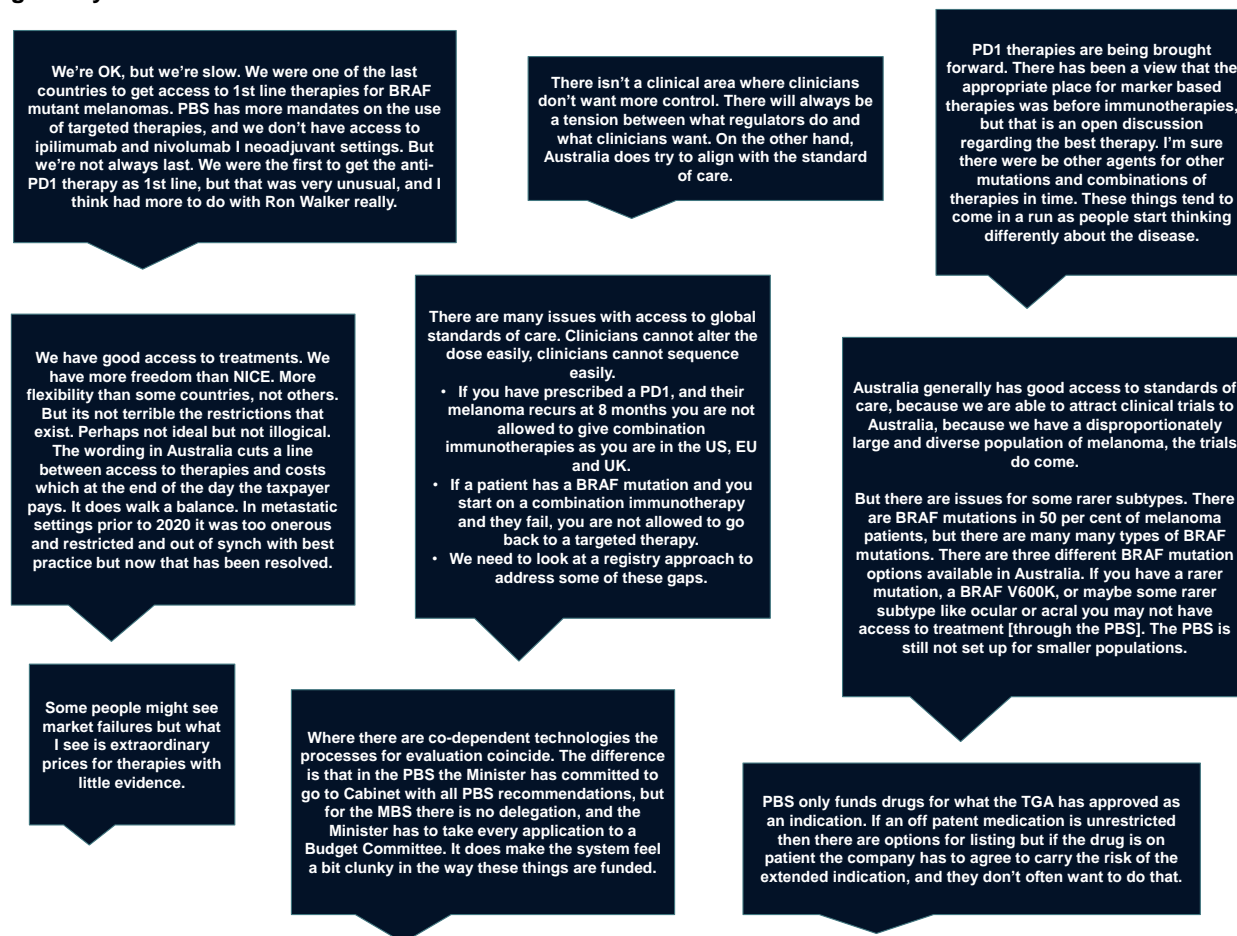 We’re OK, but we’re slow. We were one of the last
countries to get access to 1st line therapies for BRAF
mutant melanomas. PBS has more mandates on the use
of targeted therapies, and we don’t have access to
ipilimumab and nivolumab I neoadjuvant settings. But
we’re not always last. We were the first to get the anti-
PD1 therapy as 1st line, but that was very unusual, and I
think had more to do with Ron Walker really.
There isn’t a clinical area where clinicians
don’t want more control. There will always be
a tension between what regulators do and
what clinicians want. On the other hand,
Australia does try to align with the standard
of care.
PD1 therapies are being brought
forward. There has been a view that the
appropriate place for marker based
therapies was before immunotherapies,
but that is an open discussion
regarding the best therapy. I’m sure
there were be other agents for other
mutations and combinations of
therapies in time. These things tend to
come in a run as people start thinking
differently about the disease.
We have good access to treatments. We
have more freedom than NICE. More
flexibility than some countries, not others.
But its not terrible the restrictions that
exist. Perhaps not ideal but not illogical.
The wording in Australia cuts a line
between access to therapies and costs
which at the end of the day the taxpayer
pays. It does walk a balance. In metastatic
settings prior to 2020 it was too onerous
and restricted and out of synch with best
practice but now that has been resolved.
There are many issues with access to global
standards of care. Clinicians cannot alter the
dose easily, clinicians cannot sequence
easily.
• If you have prescribed a PD1, and their
melanoma recurs at 8 months you are not
allowed to give combination
immunotherapies as you are in the US, EU
and UK.
• If a patient has a BRAF mutation and you
start on a combination immunotherapy
and they fail, you are not allowed to go
back to a targeted therapy.
• We need to look at a registry approach to
address some of these gaps.
Australia generally has good access to standards of
care, because we are able to attract clinical trials to
Australia, because we have a disproportionately
large and diverse population of melanoma, the trials
do come.
But there are issues for some rarer subtypes. There
are BRAF mutations in 50 per cent of melanoma
patients, but there are many many types of BRAF
mutations. There are three different BRAF mutation
options available in Australia. If you have a rarer
mutation, a BRAF V600K, or maybe some rarer
subtype like ocular or acral you may not have
access to treatment [through the PBS]. The PBS is
still not set up for smaller populations.
Some people might see
market failures but what
I see is extraordinary
prices for therapies with
little evidence.
Where there are co-dependent technologies the
processes for evaluation coincide. The difference
is that in the PBS the Minister has committed to
go to Cabinet with all PBS recommendations, but
for the MBS there is no delegation, and the
Minister has to take every application to a
Budget Committee. It does make the system feel
a bit clunky in the way these things are funded.
PBS only funds drugs for what the TGA has approved as
an indication. If an off patent medication is unrestricted
then there are options for listing but if the drug is on
patient the company has to agree to carry the risk of the
extended indication, and they don’t often want to do that.